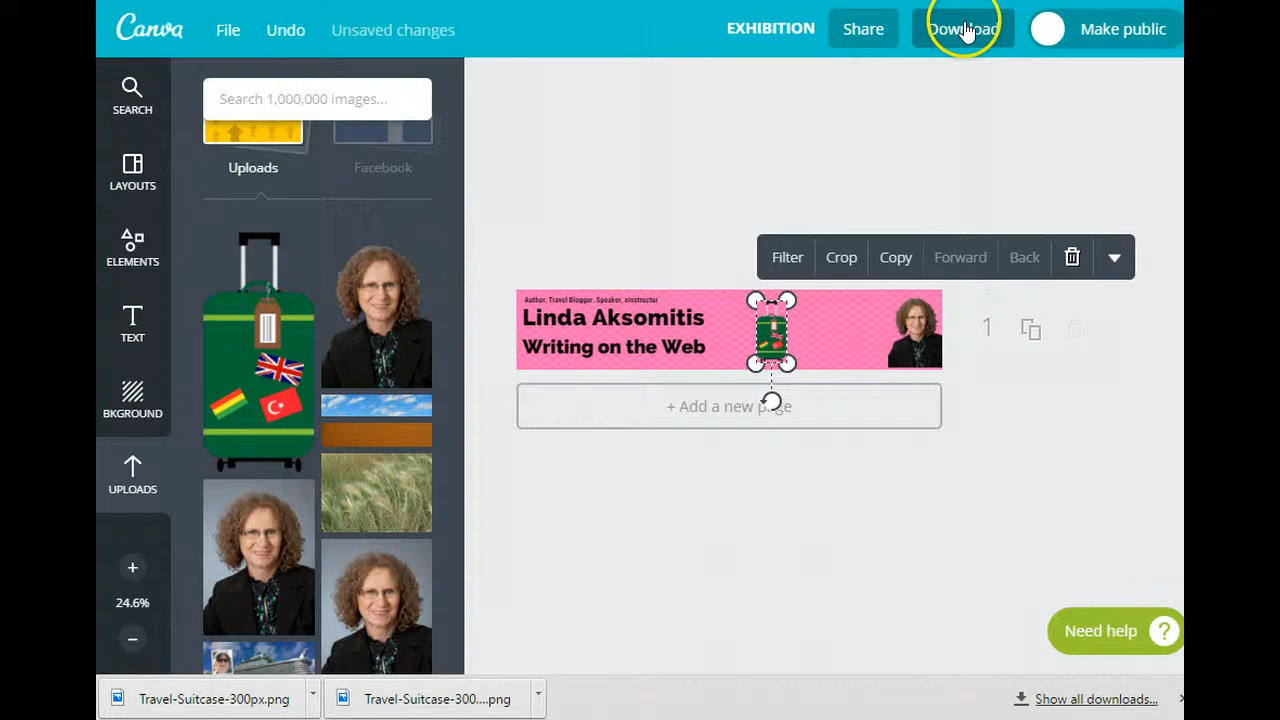 Canva
File
Undo
Unsaved changes
EXHIBITION
Share
Download
Make public
SEARCH
LAYOUTS
ELEMENTS
TEXT
BKGROUND
UPLOADS
24.6%
Search 1,000,000 images...
Uploads
Facebook
Filter
Crop
Copy
Forward
Back
Author, Travel Blogger, Speaker, eInstructor
Linda Aksomitis
Writing on the Web
1
+ Add a new page
Need help ?
Travel-Suitcase-300px.png
Travel-Suitcase-300....png
Show all downloads...